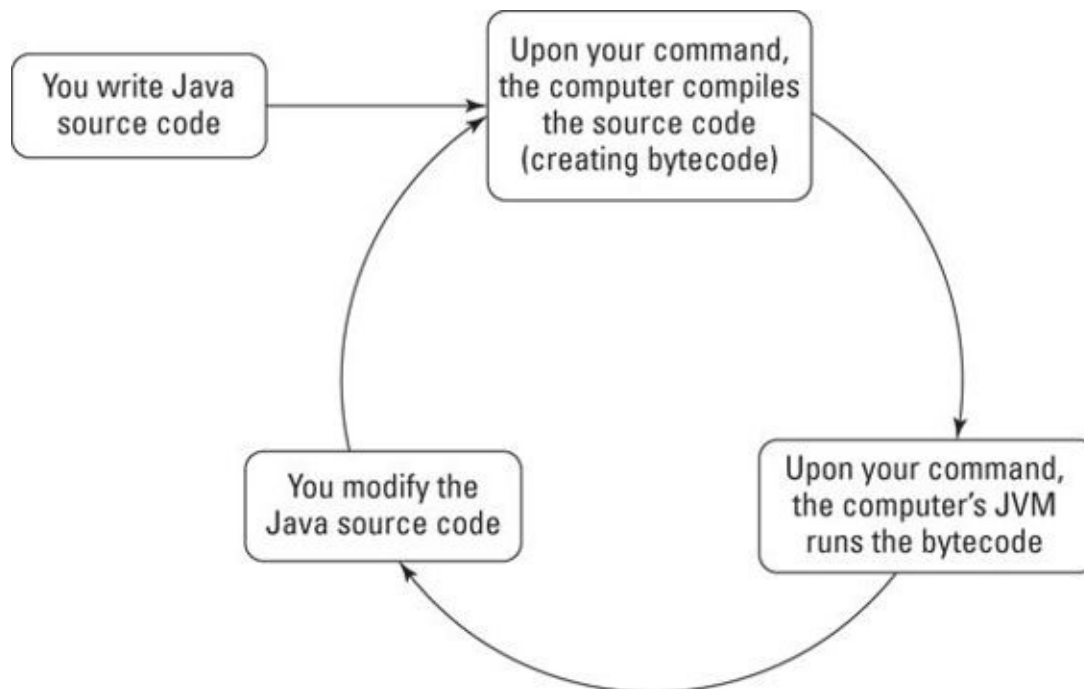 You write Java
source code
Upon your command,
the computer compiles
the source code
(creating bytecode)
You modify the
Java source code
Upon your command,
the computer’s JVM
runs the bytecode